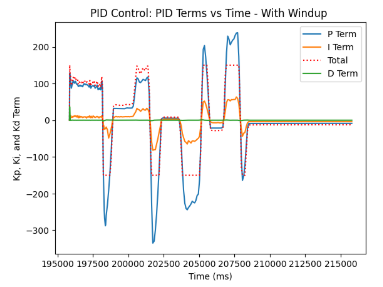 PID Control: PID Terms vs Time - With Windup
Kp, Ki, and Kd Term
200
100
0
−100
−200
−300
P Term
I Term
Total
D Term
195000 197500 200000 202500 205000 207500 210000 212500 215000
Time (ms)